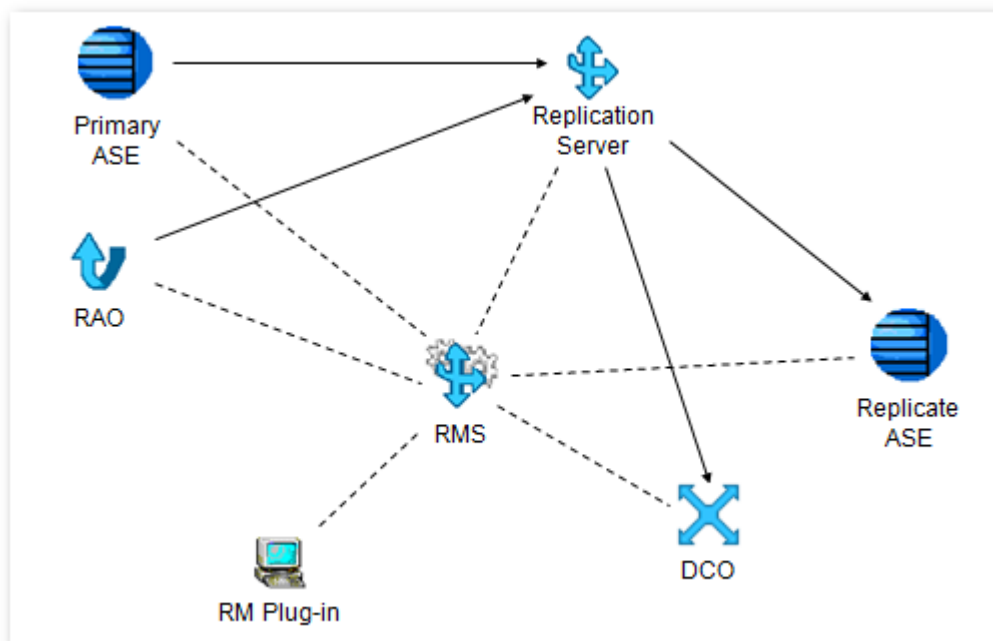 Primary
ASE
Replication
Server
RAO
RMS
Replicate
ASE
DCO
RM Plug-in